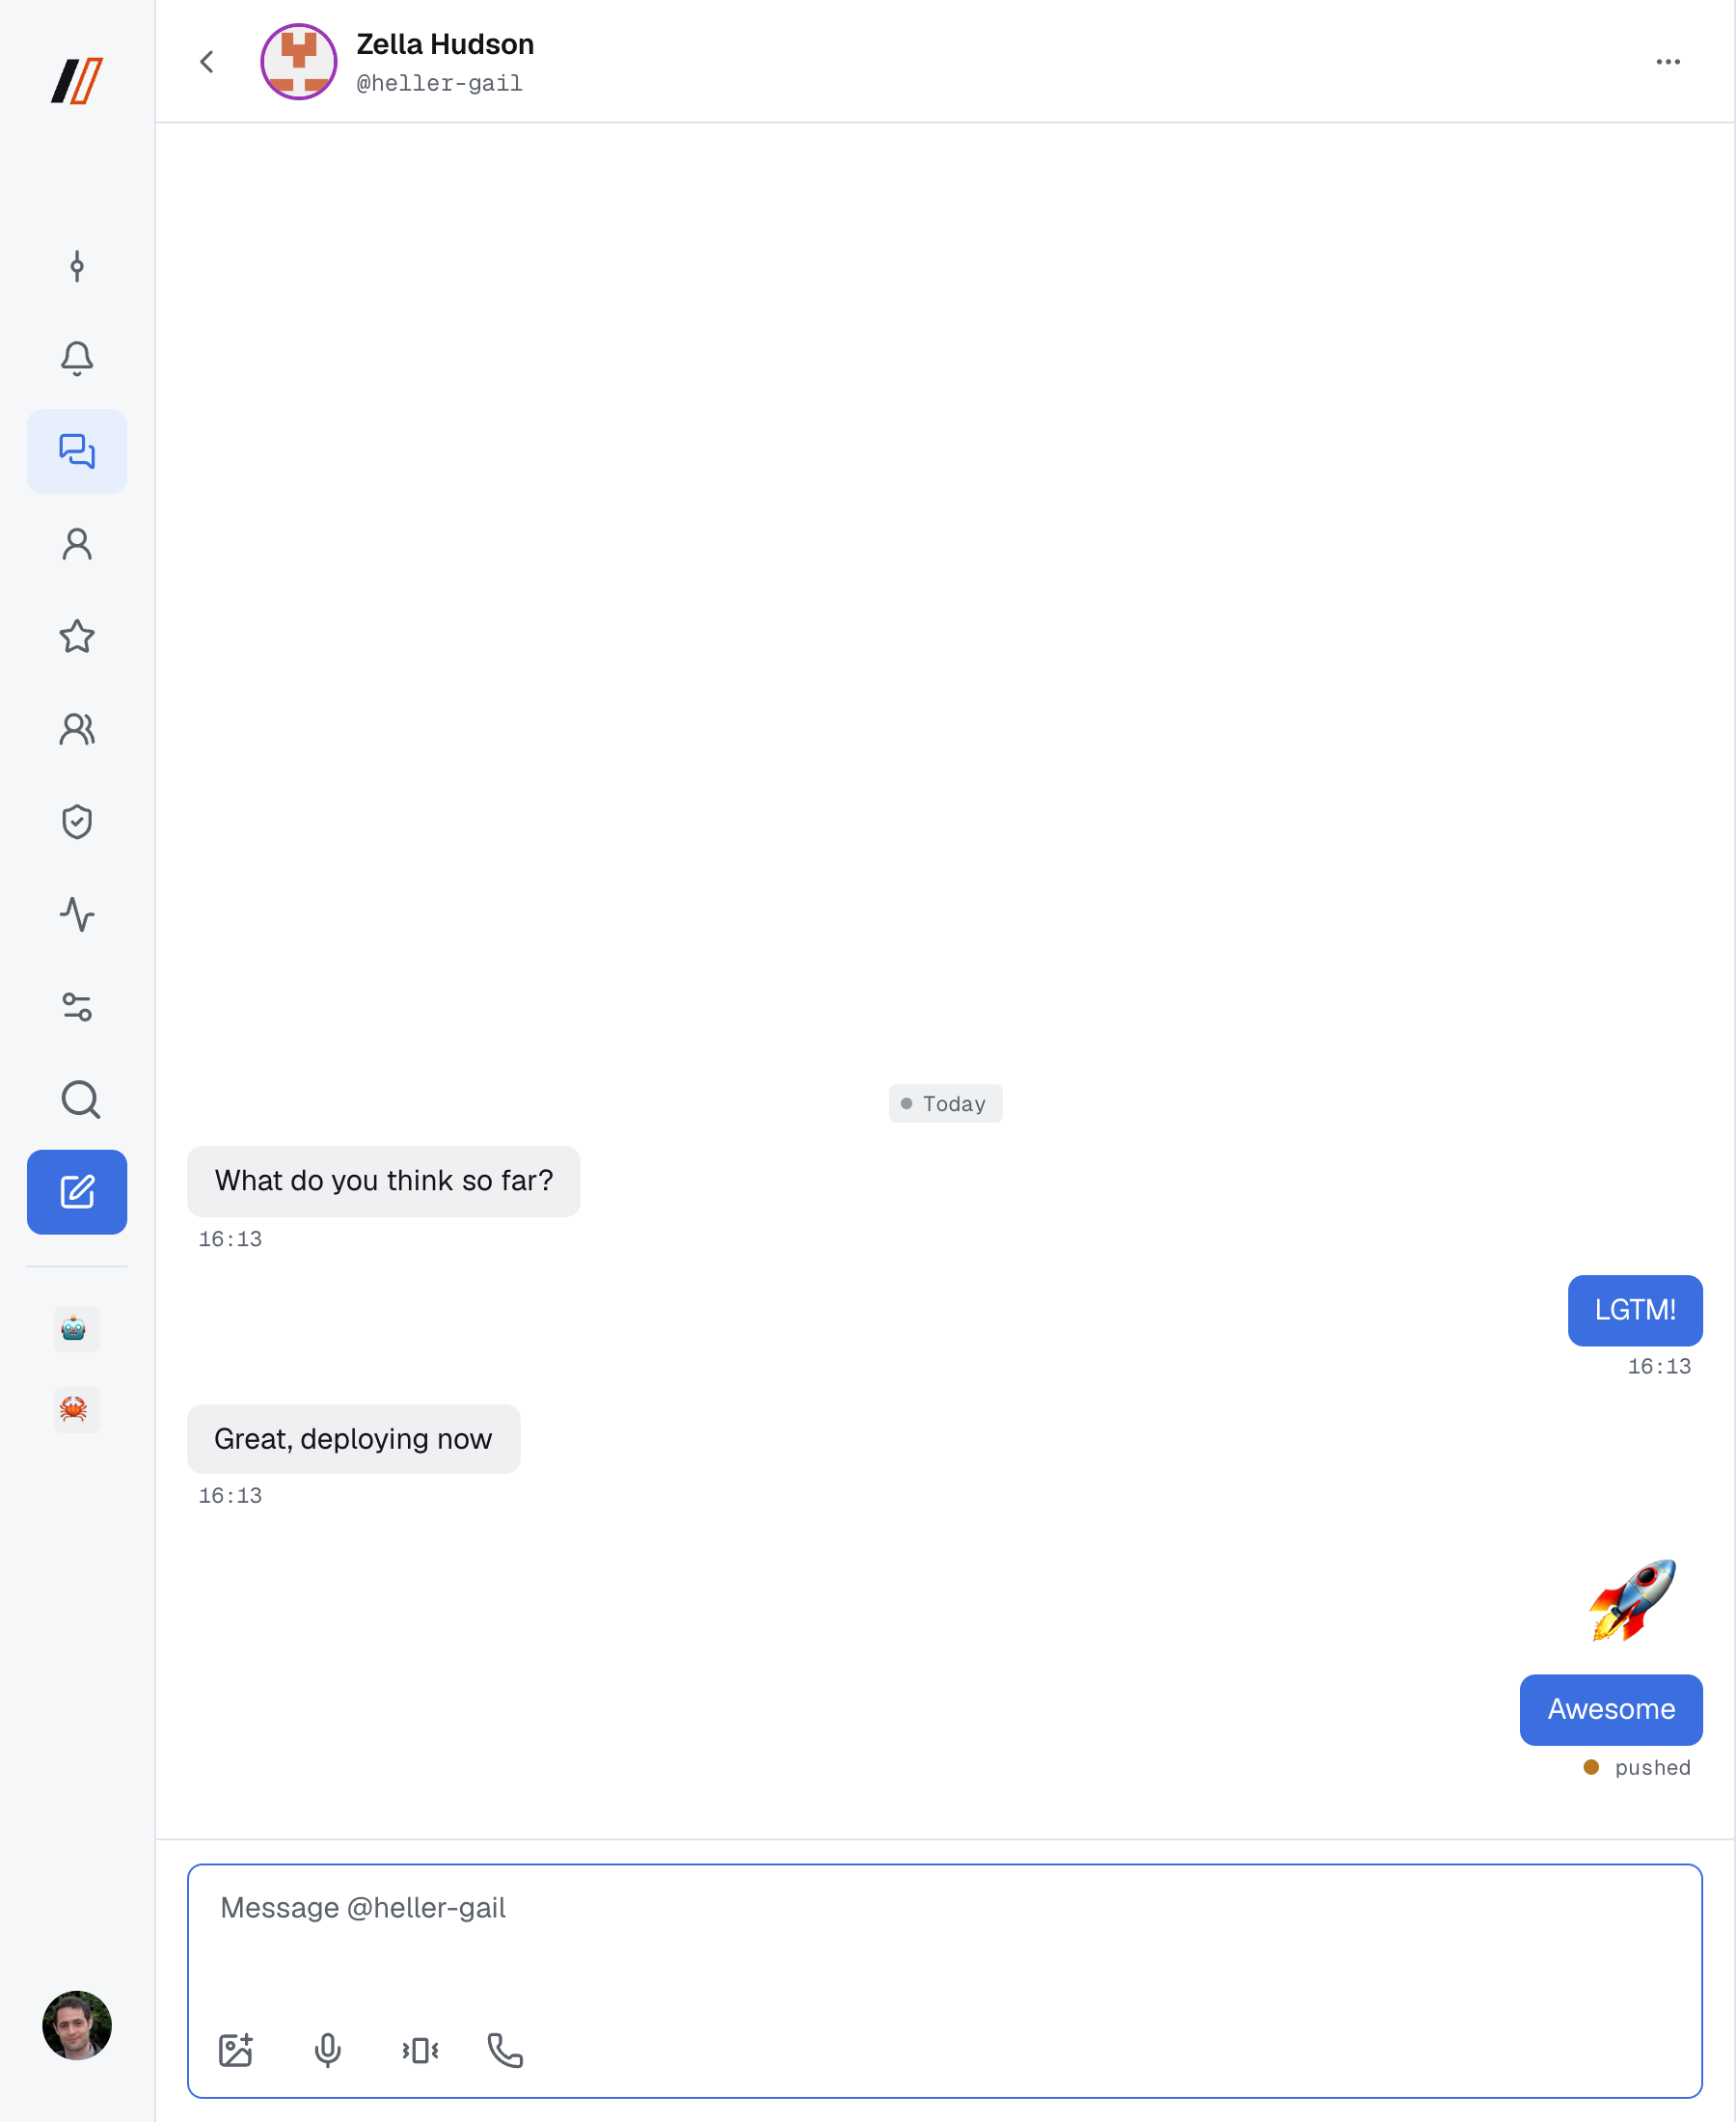 Zella Hudson
@heller-gail
Today
What do you think so far?
16:13
LGTM!
16:13
Great, deploying now
16:13
🚀
Awesome
pushed
Message @heller-gail